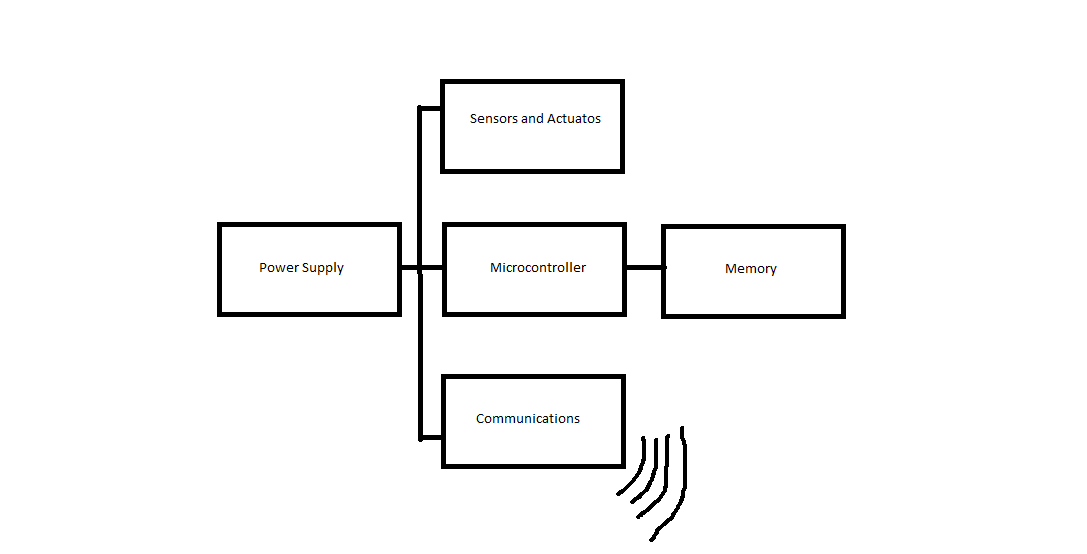 Sensors and Actuatos
Power Supply
Microcontroller
Memory
Communications